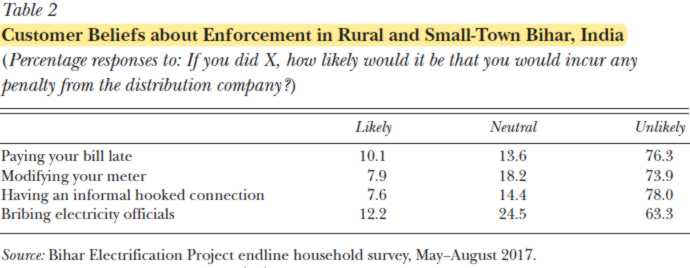 Table 2
Customer Beliefs about Enforcement in Rural and Small-Town Bihar, India
(Percentage responses to: If you did X, how likely would it be that you would incur any
penalty from the distribution company?)
Likely Neutral Unlikely
Paying your bill late 10.1 13.6 76.3
Modifying your meter 7.9 18.2 73.9
Having an informal hooked connection 7.6 14.4 78.0
Bribing electricity officials 12.2 24.5 63.3
Source: Bihar Electrification Project endline household survey, May–August 2017.